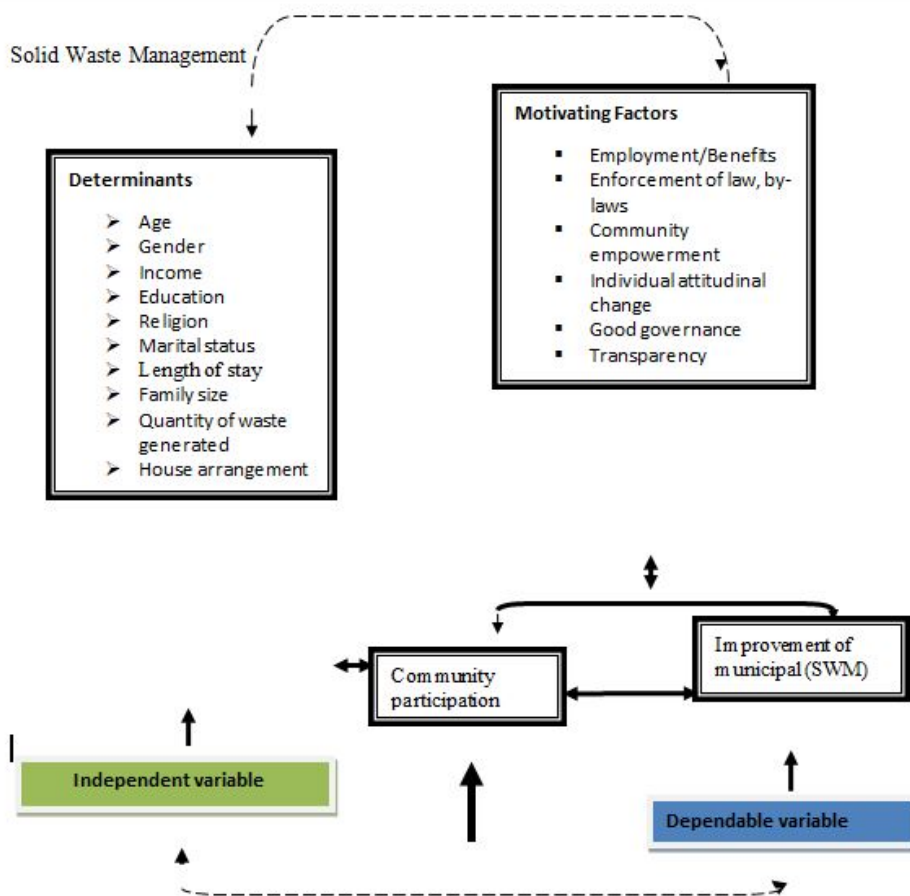 Solid Waste Management
Motivating Factors
Employment/Benefits
Enforcement of law, by-
laws
Community
empowerment
Individual attitudinal
change
Good governance
Transparency
Determinants
Age
Gender
Income
Education
Religion
Marital status
Length of stay
Family size
Quantity of waste
generated
House arrangement
Community
participation
Improvement of
municipal (SWM)
Independent variable
Dependable variable